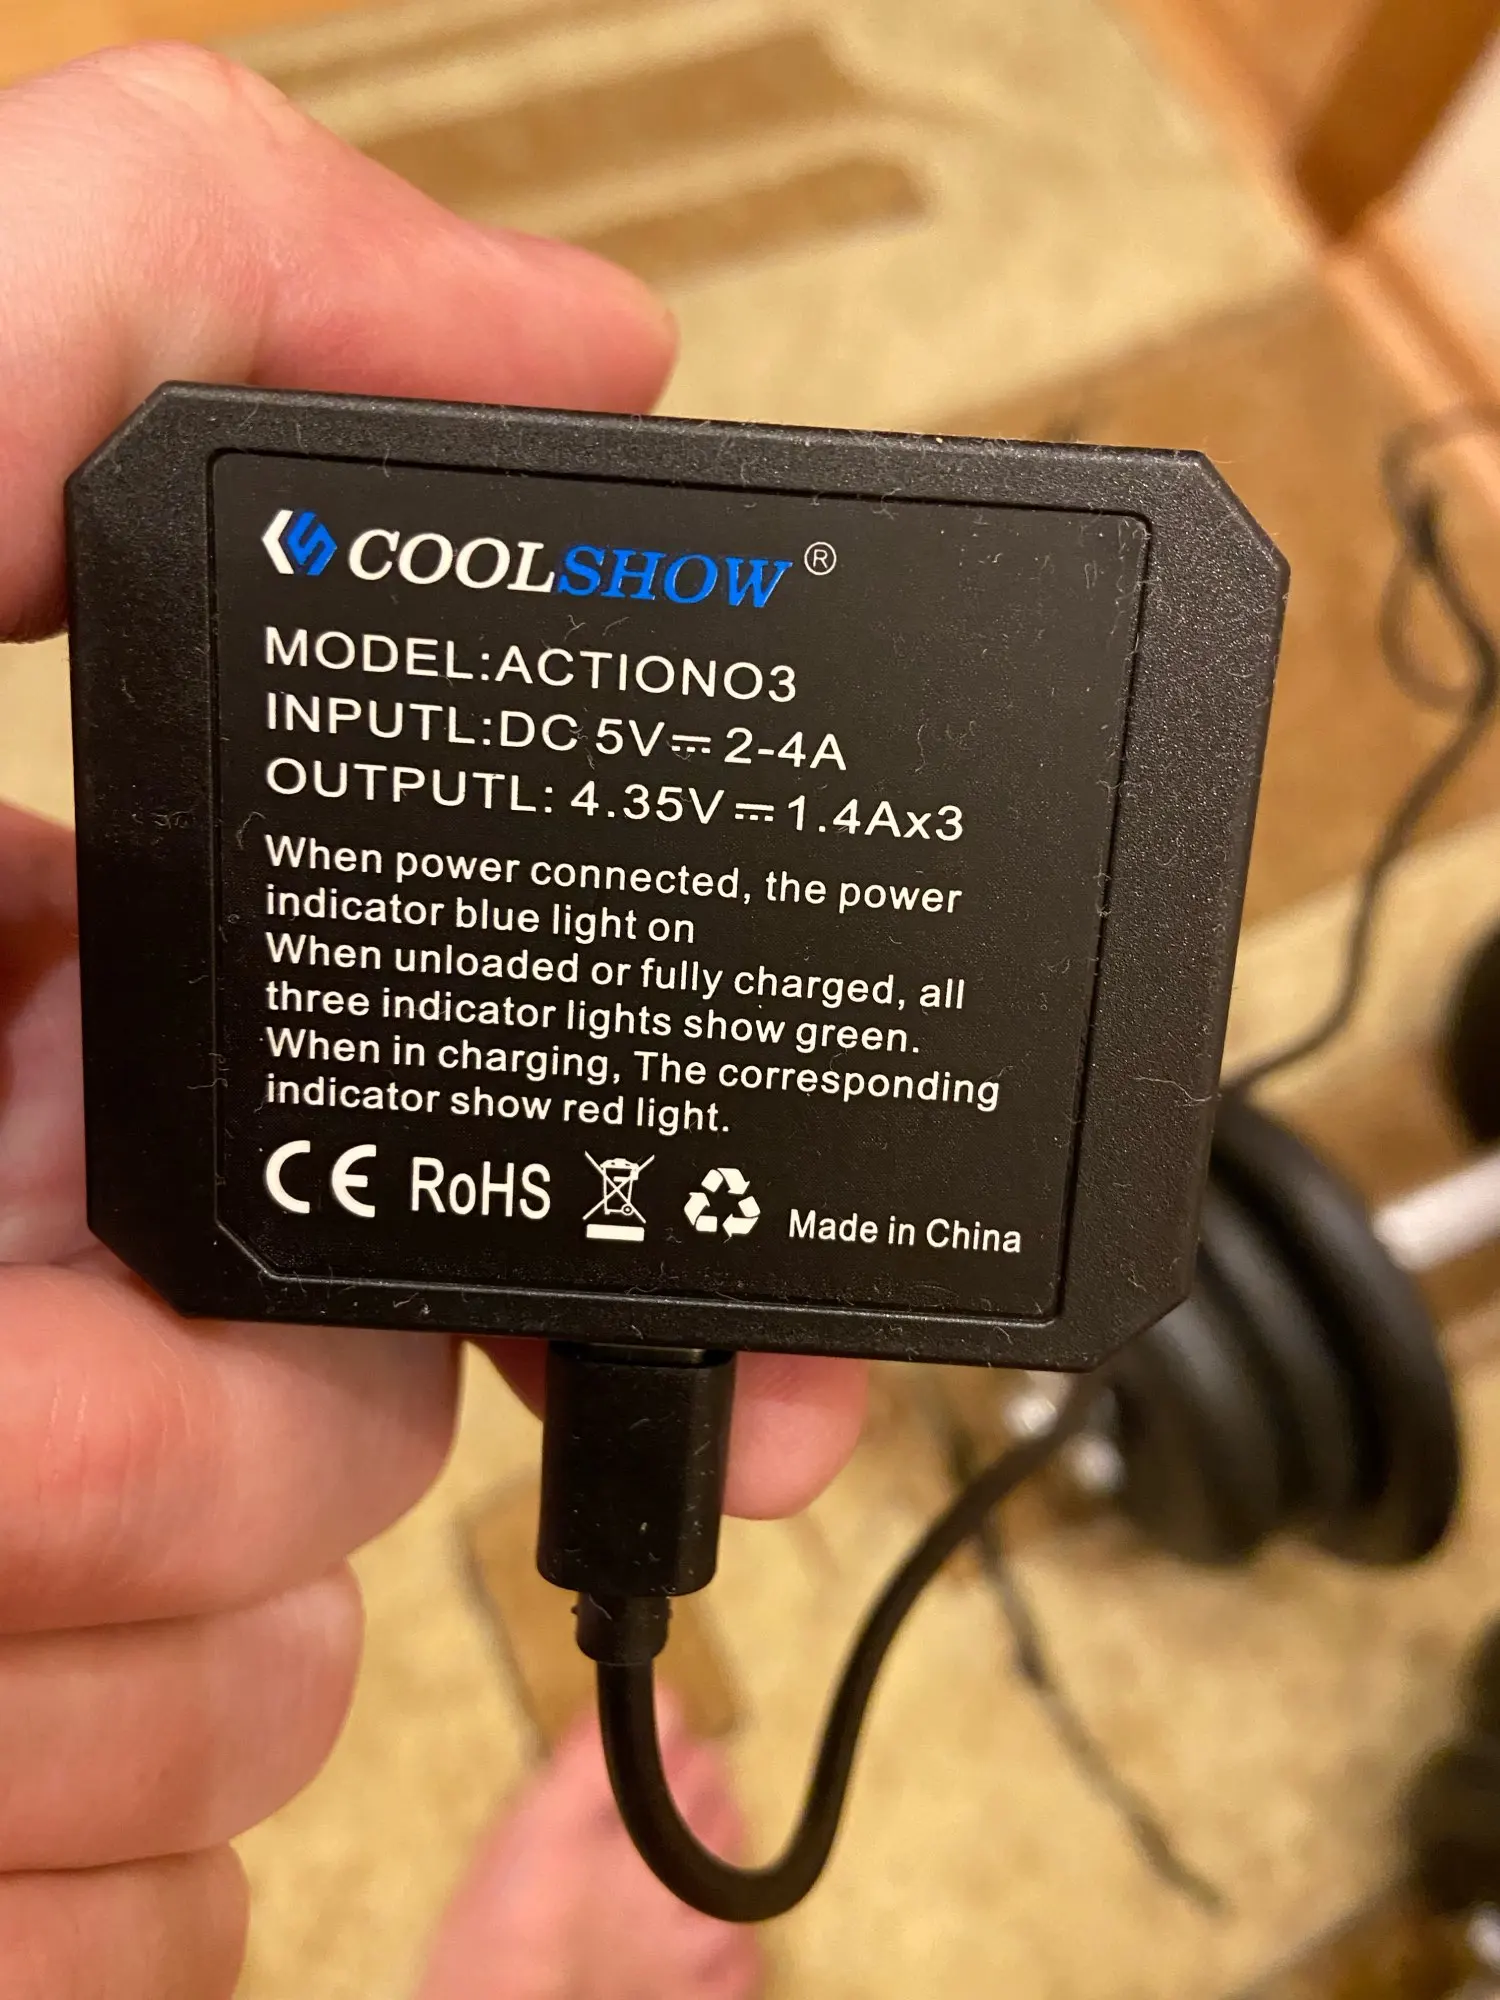 COOLSHOW®
MODEL:ACTIONO3
INPUTL:DC 5V⎓2-4A
OUTPUTL: 4.35V⎓1.4Ax3
When power connected, the power
indicator blue light on
When unloaded or fully charged, all
three indicator lights show green.
When in charging, The corresponding
indicator show red light.
CE RoHS Made in China